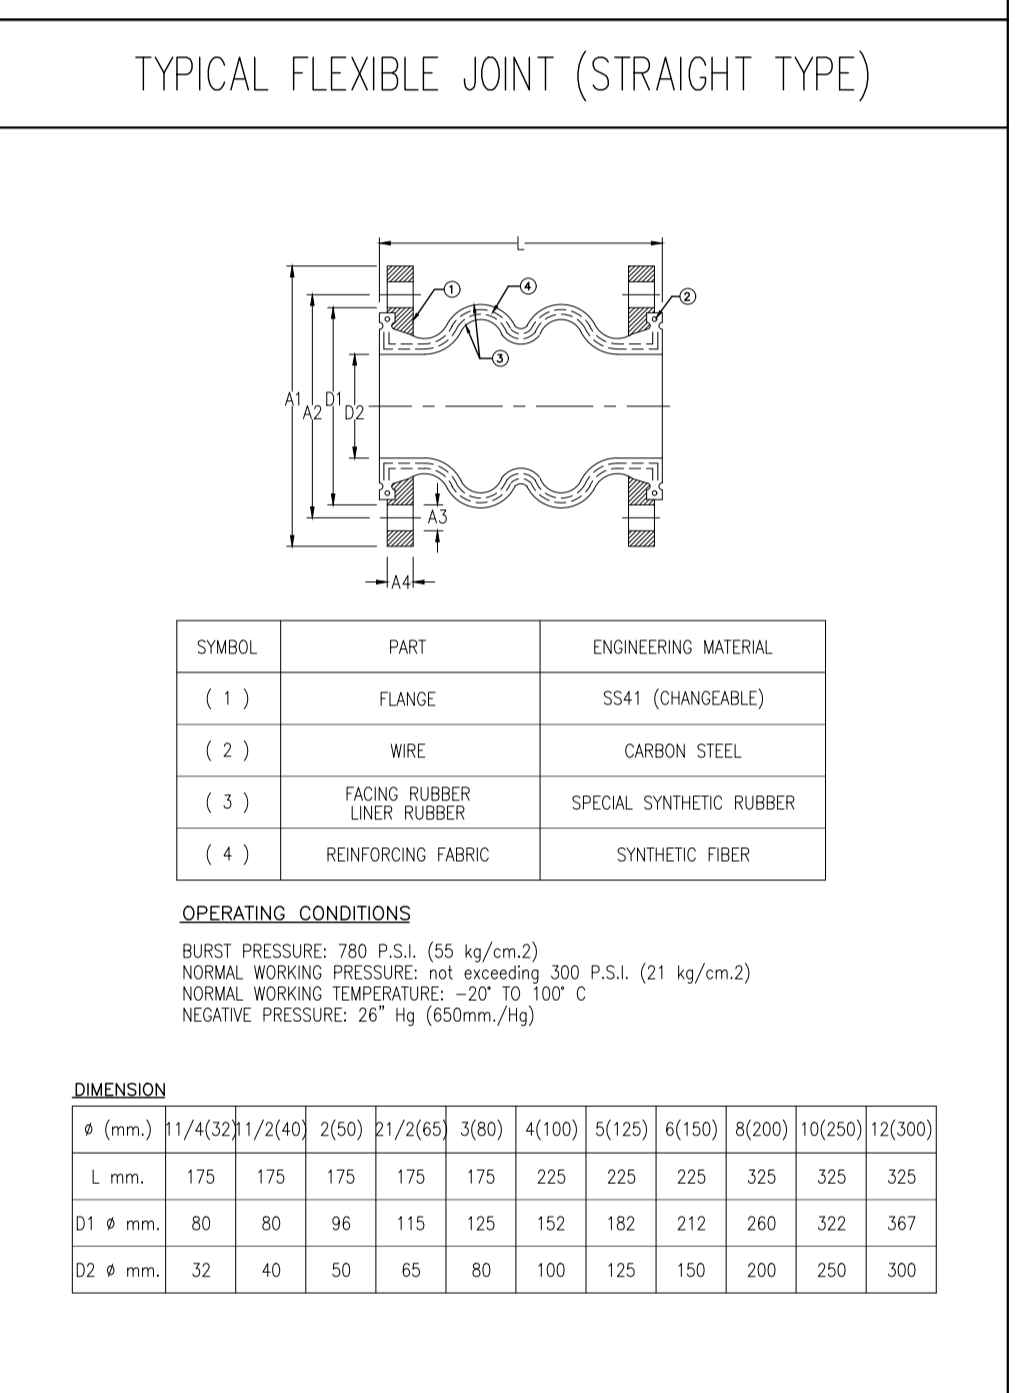 TYPICAL FLEXIBLE JOINT (STRAIGHT TYPE)
L
1
4
2
3
A1
A2
D1
D2
A3
A4
SYMBOL PART ENGINEERING MATERIAL
( 1 ) FLANGE SS41 (CHANGEABLE)
( 2 ) WIRE CARBON STEEL
( 3 ) FACING RUBBER
LINER RUBBER SPECIAL SYNTHETIC RUBBER
( 4 ) REINFORCING FABRIC SYNTHETIC FIBER
OPERATING CONDITIONS
BURST PRESSURE: 780 P.S.I. (55 kg/cm.2)
NORMAL WORKING PRESSURE: not exceeding 300 P.S.I. (21 kg/cm.2)
NORMAL WORKING TEMPERATURE: -20° TO 100° C
NEGATIVE PRESSURE: 26" Hg (650mm./Hg)
DIMENSION
ø (mm.) 11/4(32) 11/2(40) 2(50) 21/2(65) 3(80) 4(100) 5(125) 6(150) 8(200) 10(250) 12(300)
L mm. 175 175 175 175 175 225 225 225 325 325 325
D1 ø mm. 80 80 96 115 125 152 182 212 260 322 367
D2 ø mm. 32 40 50 65 80 100 125 150 200 250 300